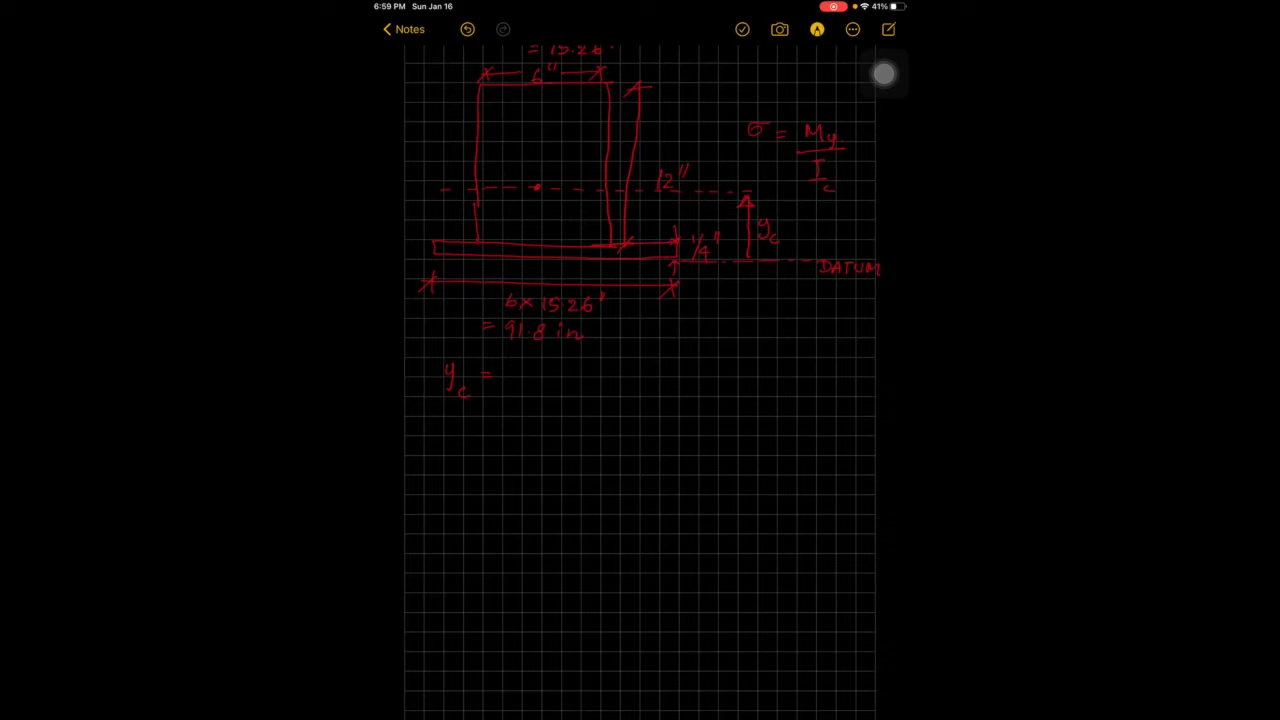 6:59 PM Sun Jan 16
41%
Notes
= 15.26"
6"
σ = My
I c
12"
y c
1/4"
DATUM
6 x 15.26"
= 91.8 in
y c =